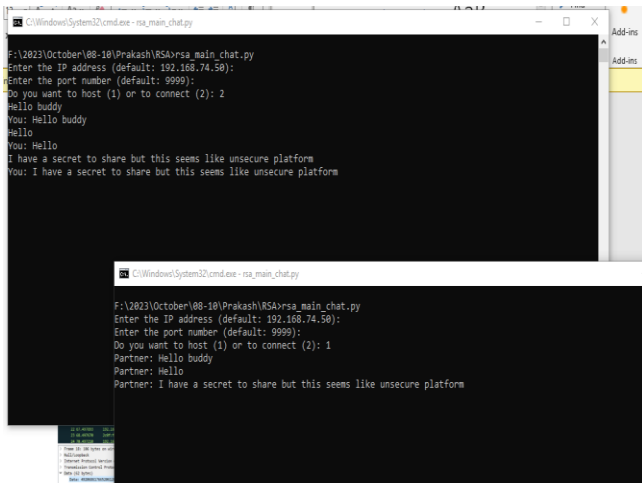 C:\Windows\System32\cmd.exe - rsa_main_chat.py
Add-ins
Add-ins
F:\2023\October\08-10\Prakash\RSA>rsa_main_chat.py
Enter the IP address (default: 192.168.74.50):
Enter the port number (default: 9999):
Do you want to host (1) or to connect (2): 2
Hello buddy
You: Hello buddy
Hello
You: Hello
I have a secret to share but this seems like unsecure platform
You: I have a secret to share but this seems like unsecure platform
C:\Windows\System32\cmd.exe - rsa_main_chat.py
F:\2023\October\08-10\Prakash\RSA>rsa_main_chat.py
Enter the IP address (default: 192.168.74.50):
Enter the port number (default: 9999):
Do you want to host (1) or to connect (2): 1
Partner: Hello buddy
Partner: Hello
Partner: I have a secret to share but this seems like unsecure platform